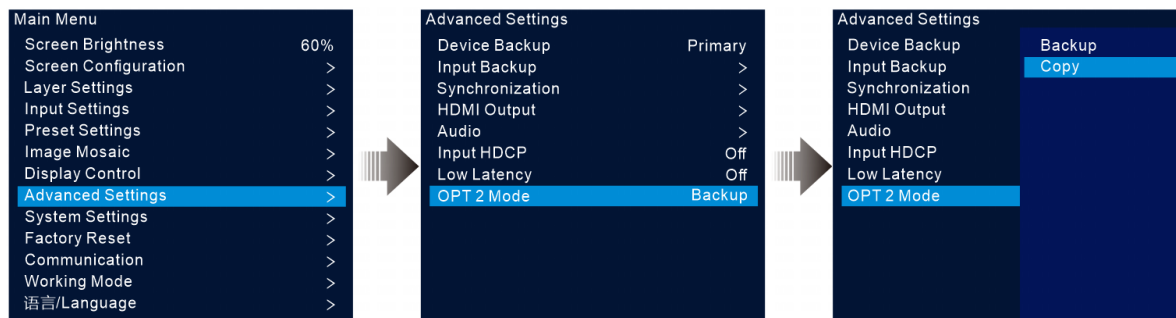 Main Menu
Screen Brightness 60%
Screen Configuration >
Layer Settings >
Input Settings >
Preset Settings >
Image Mosaic >
Display Control >
Advanced Settings >
System Settings >
Factory Reset >
Communication >
Working Mode >
语言/Language >
Advanced Settings
Device Backup Primary
Input Backup >
Synchronization >
HDMI Output >
Audio >
Input HDCP Off
Low Latency Off
OPT 2 Mode Backup
Advanced Settings
Device Backup
Input Backup
Synchronization
HDMI Output
Audio
Input HDCP
Low Latency
OPT 2 Mode
Backup
Copy